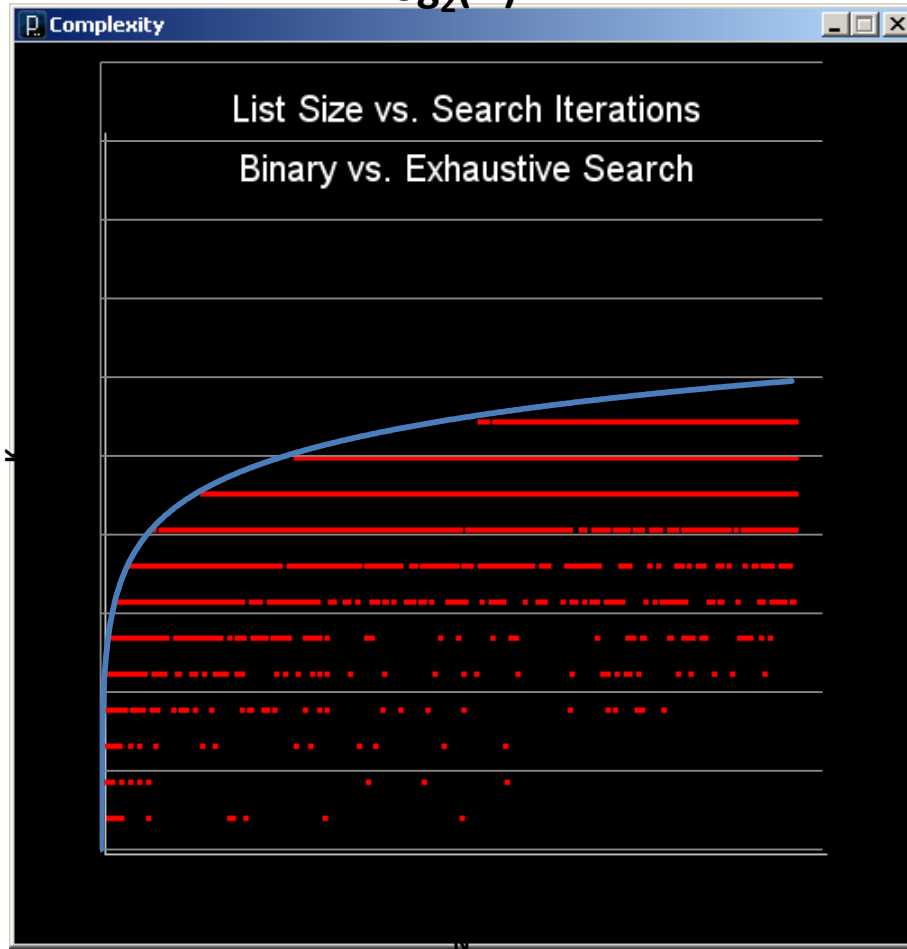 Complexity
List Size vs. Search Iterations
Binary vs. Exhaustive Search